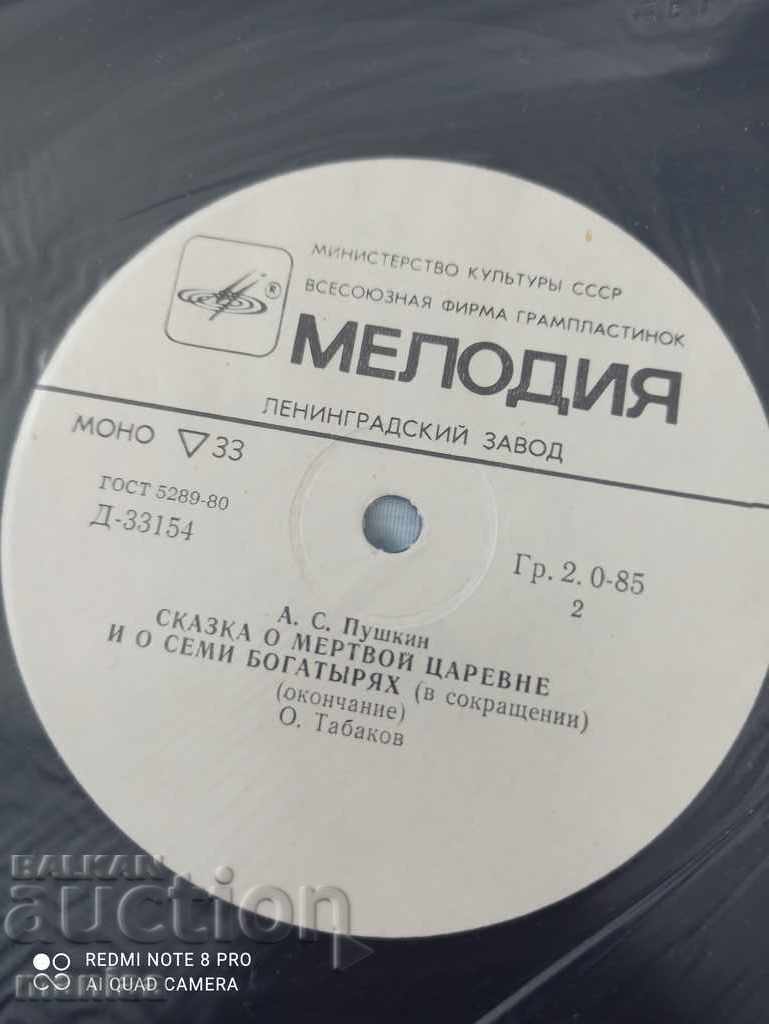 МИНИСТЕРСТВО КУЛЬТУРЫ СССР
ВСЕСОЮЗНАЯ ФИРМА ГРАМПЛАСТИНОК
®
МЕЛОДИЯ
ЛЕНИНГРАДСКИЙ ЗАВОД
МОНО ▽ 33
ГОСТ 5289-80
Д-33154
Гр. 2. 0-85
2
А. С. Пушкин
СКАЗКА О МЕРТВОЙ ЦАРЕВНЕ
И О СЕМИ БОГАТЫРЯХ (в сокращении)
(окончание)
О. Табаков
BALKAN
auction
REDMI NOTE 8 PRO
AI QUAD CAMERA